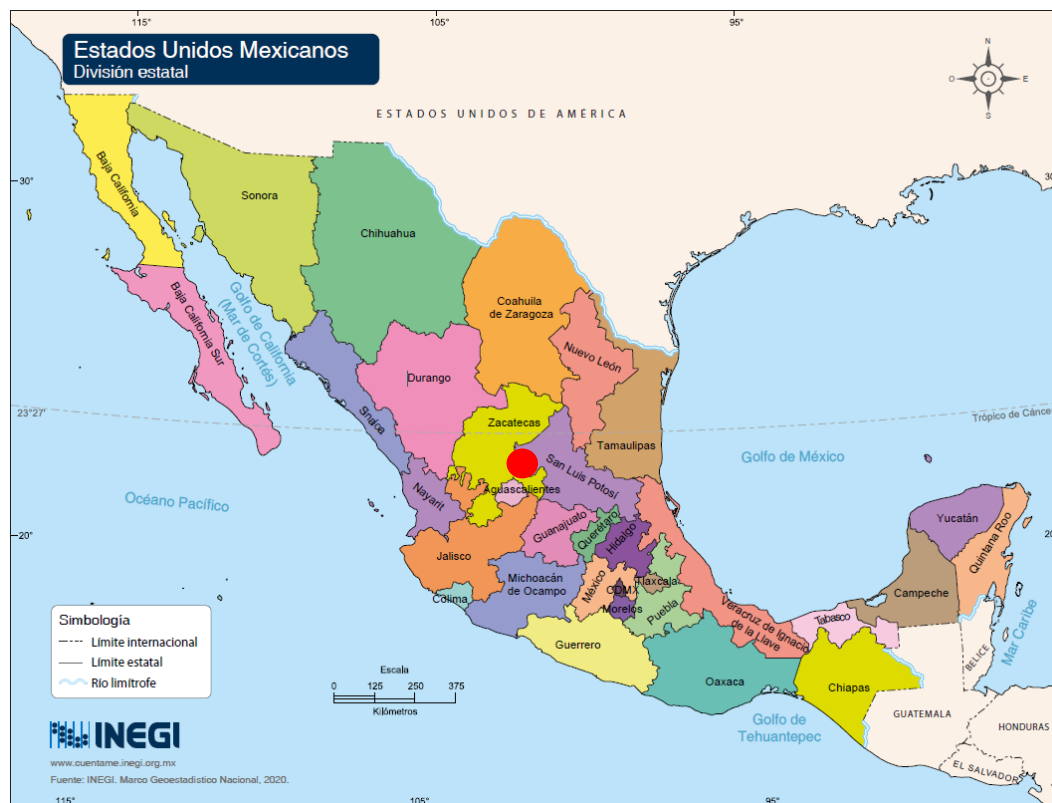 115°
105°
95°
Estados Unidos Mexicanos
División estatal
N
O
E
S
ESTADOS UNIDOS DE AMÉRICA
30°
30
Baja California
Sonora
Chihuahua
Coahuila
de Zaragoza
Golfo de California
(Mar de Cortés)
Baja California Sur
Nuevo León
Durango
Sinaloa
23°27'
Trópico de Cánce
Zacatecas
Tamaulipas
Golfo de México
San Luis Potosí
Océano Pacífico
Nayarit
Aguascalientes
Yucatán
Guanajuato
Querétaro
Hidalgo
Quintana Roo
20°
20
Jalisco
Michoacán
de Ocampo
México
CDMX
Tlaxcala
Colima
Morelos
Puebla
Veracruz de Ignacio
de la Llave
Tabasco
Campeche
Mar Caribe
BELICE
Guerrero
Oaxaca
Chiapas
GUATEMALA
HONDURAS
EL SALVADOR
Golfo de
Tehuantepec
Simbología
Límite internacional
Límite estatal
Río limítrofe
Escala
0 125 250 375
Kilómetros
INEGI
www.cuentame.inegi.org.mx
Fuente: INEGI. Marco Geoestadístico Nacional, 2020.
115°
105°
95°